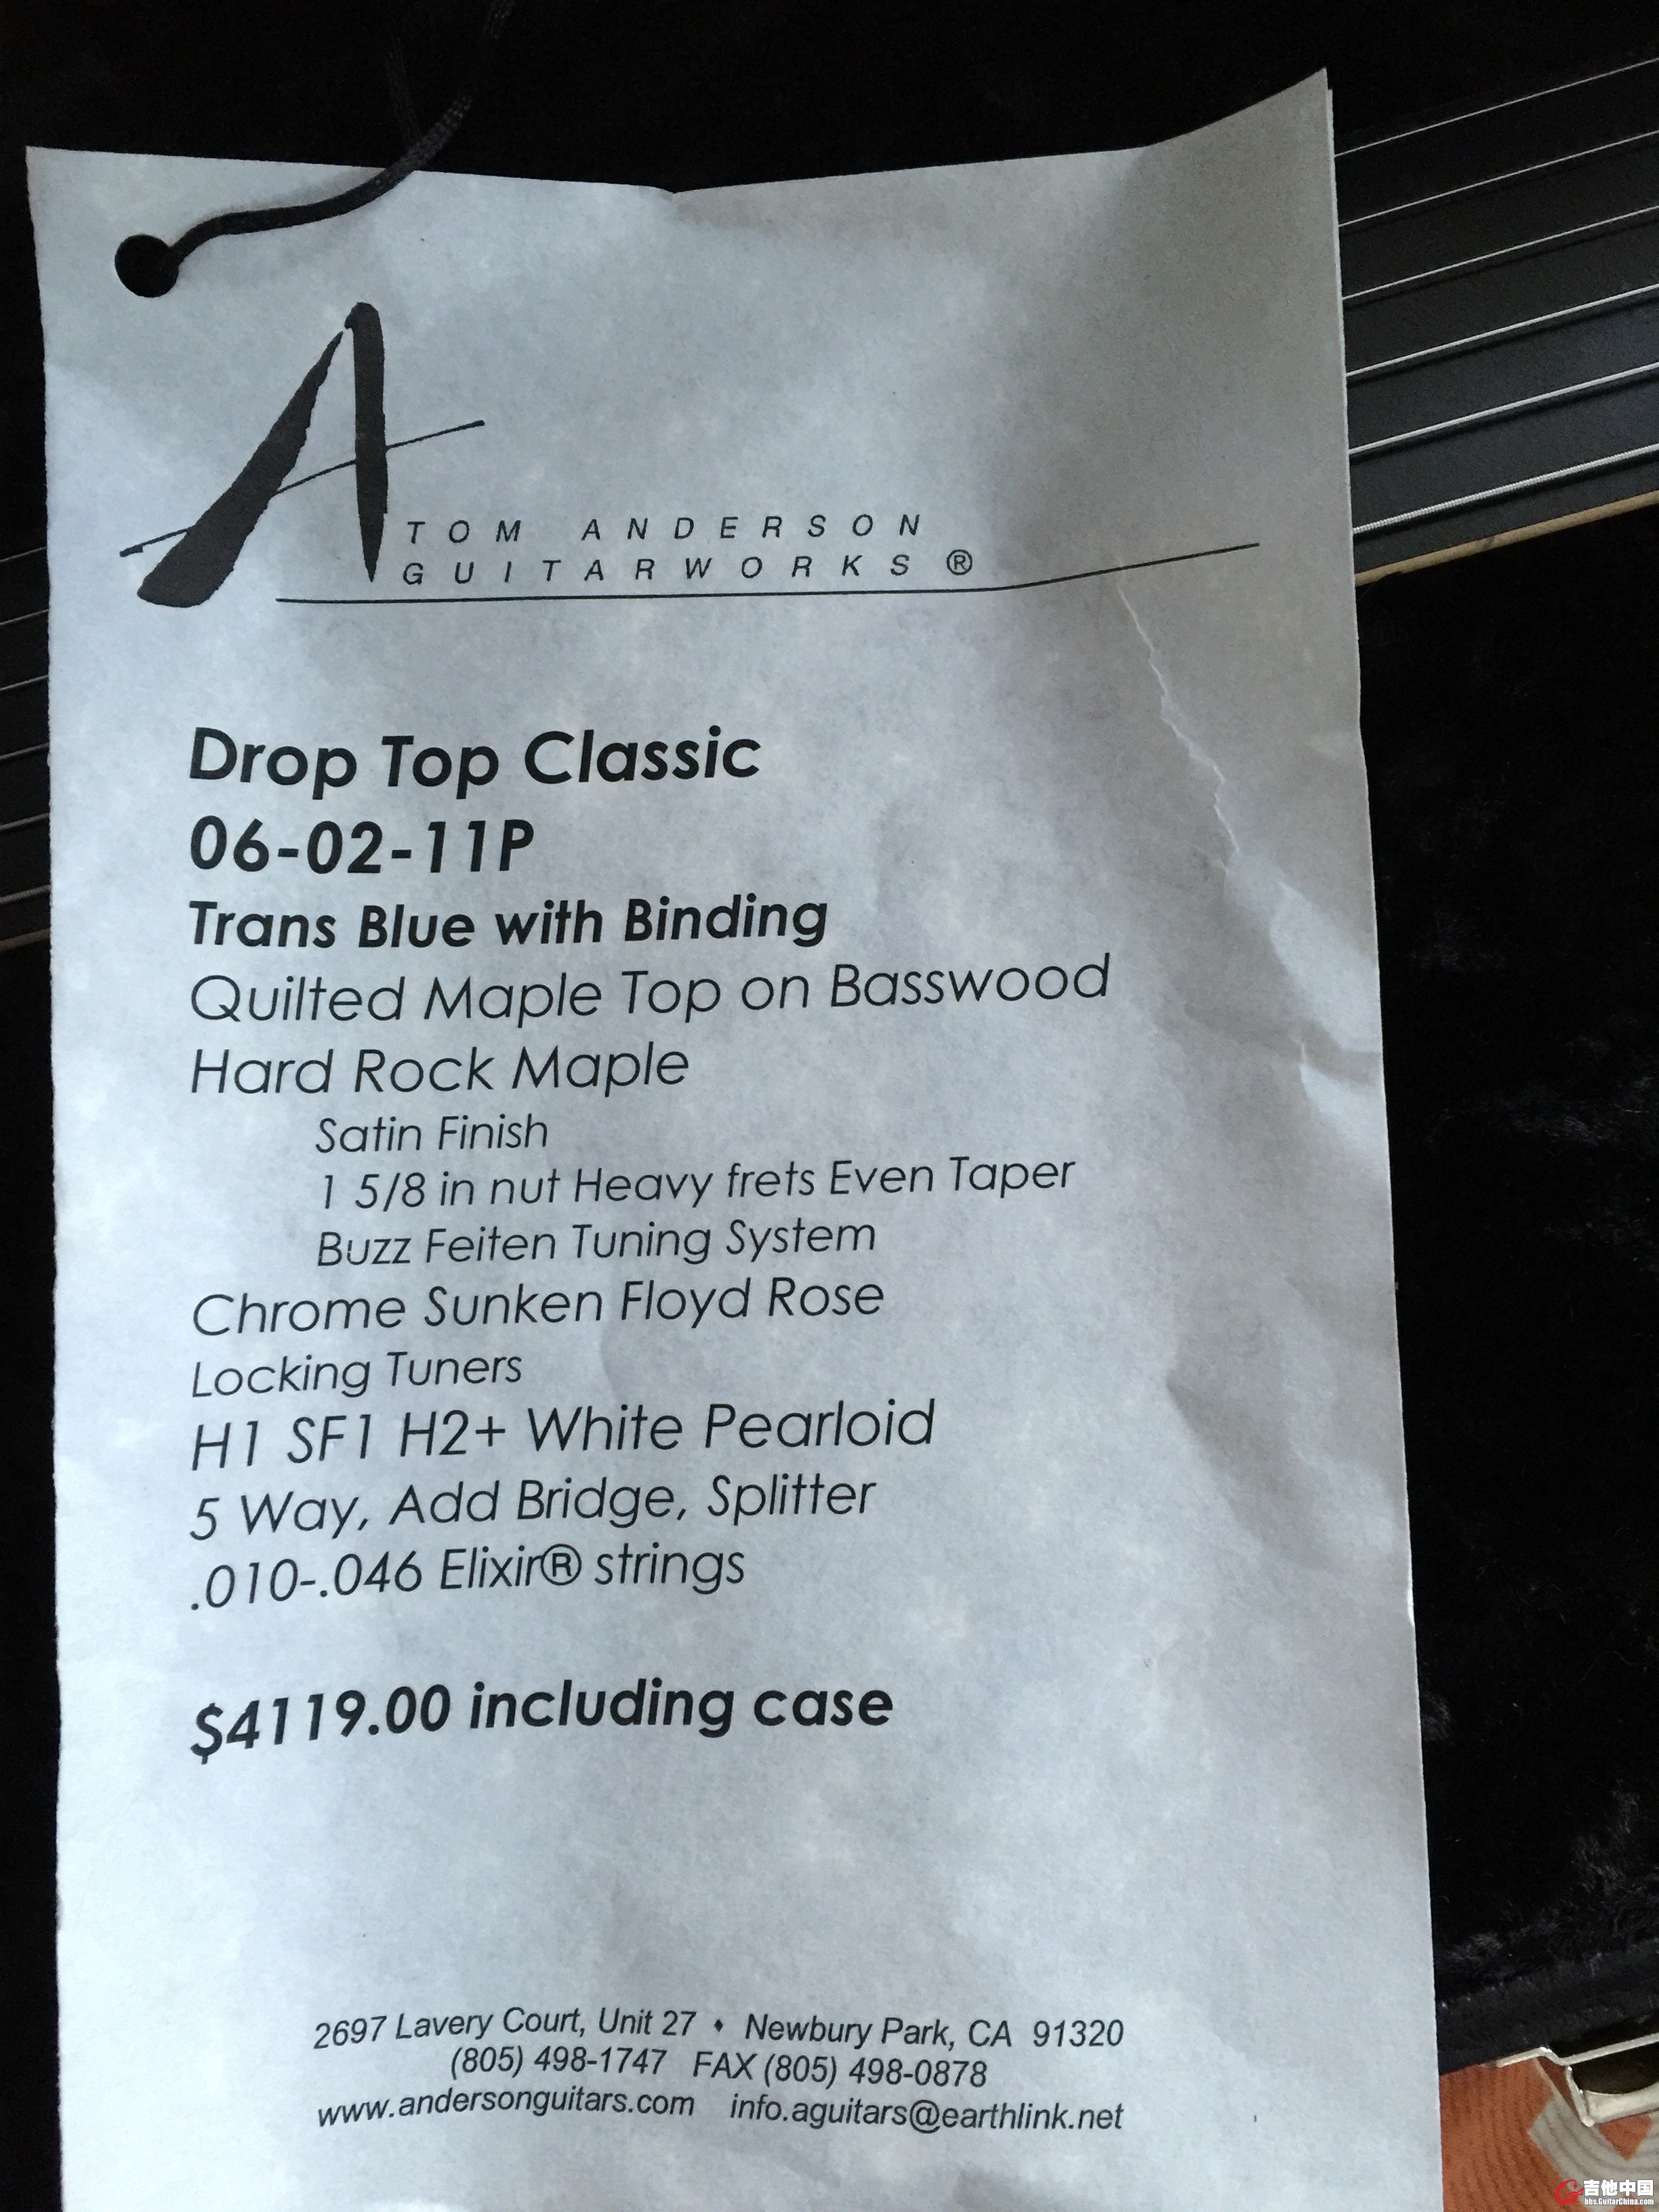 TOM ANDERSON
GUITARWORKS ®
Drop Top Classic
06-02-11P
Trans Blue with Binding
Quilted Maple Top on Basswood
Hard Rock Maple
Satin Finish
1 5/8 in nut Heavy frets Even Taper
Buzz Feiten Tuning System
Chrome Sunken Floyd Rose
Locking Tuners
H1 SF1 H2+ White Pearloid
5 Way, Add Bridge, Splitter
.010-.046 Elixir® strings
$4119.00 including case
2697 Lavery Court, Unit 27 • Newbury Park, CA 91320
(805) 498-1747 FAX (805) 498-0878
www.andersonguitars.com info.aguitars@earthlink.net
吉他中国
bbs.GuitarChina.com